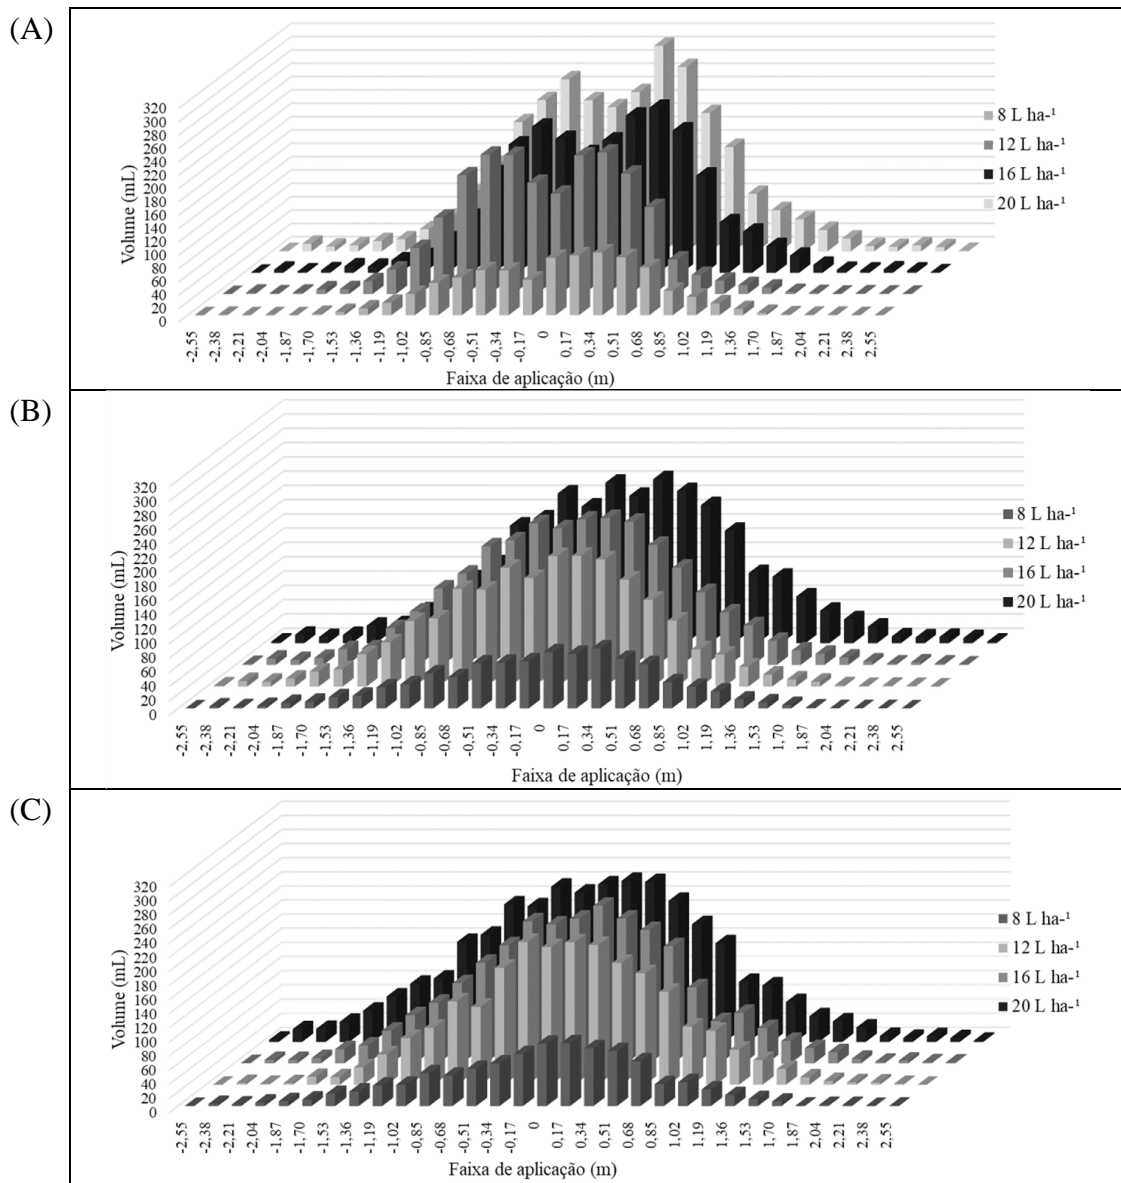 (A)
320
300
280
260
240
220
200
180
160
140
120
100
80
60
40
20
0
Volume (mL)
-2,55 -2,38 -2,21 -2,04 -1,87 -1,70 -1,53 -1,36 -1,19 -1,02 -0,85 -0,68 -0,51 -0,34 -0,17 0 0,17 0,34 0,51 0,68 0,85 1,02 1,19 1,36 1,70 1,87 2,04 2,21 2,38 2,55
Faixa de aplicação (m)
8 L ha-¹
12 L ha-¹
16 L ha-¹
20 L ha-¹
(B)
320
300
280
260
240
220
200
180
160
140
120
100
80
60
40
20
0
Volume (mL)
-2,55 -2,38 -2,21 -2,04 -1,87 -1,70 -1,53 -1,36 -1,19 -1,02 -0,85 -0,68 -0,51 -0,34 -0,17 0 0,17 0,34 0,51 0,68 0,85 1,02 1,19 1,36 1,53 1,70 1,87 2,04 2,21 2,38 2,55
Faixa de aplicação (m)
8 L ha-¹
12 L ha-¹
16 L ha-¹
20 L ha-¹
(C)
320
300
280
260
240
220
200
180
160
140
120
100
80
60
40
20
0
Volume (mL)
-2,55 -2,38 -2,21 -2,04 -1,87 -1,70 -1,53 -1,36 -1,19 -1,02 -0,85 -0,68 -0,51 -0,34 -0,17 0 0,17 0,34 0,51 0,68 0,85 1,02 1,19 1,36 1,53 1,70 1,87 2,04 2,21 2,38 2,55
Faixa de aplicação (m)
8 L ha-¹
12 L ha-¹
16 L ha-¹
20 L ha-¹